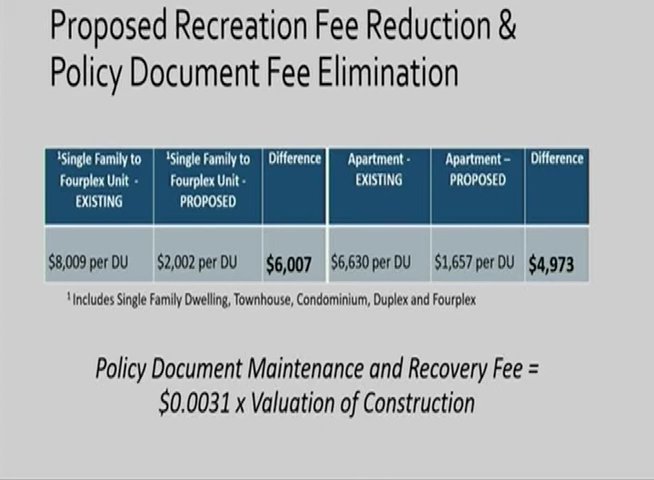 Proposed Recreation Fee Reduction &
Policy Document Fee Elimination
¹Single Family to
Fourplex Unit -
EXISTING
¹Single Family to
Fourplex Unit -
PROPOSED
Difference
Apartment -
EXISTING
Apartment –
PROPOSED
Difference
$8,009 per DU
$2,002 per DU
$6,007
$6,630 per DU
$1,657 per DU
$4,973
¹ Includes Single Family Dwelling, Townhouse, Condominium, Duplex and Fourplex
Policy Document Maintenance and Recovery Fee =
$0.0031 x Valuation of Construction